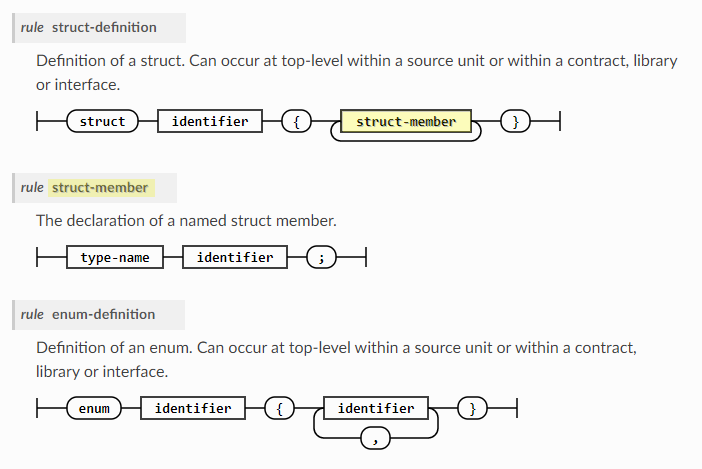 rule struct-definition
Definition of a struct. Can occur at top-level within a source unit or within a contract, library
or interface.
struct identifier { struct-member }
rule struct-member
The declaration of a named struct member.
type-name identifier ;
rule enum-definition
Definition of an enum. Can occur at top-level within a source unit or within a contract,
library or interface.
enum identifier { identifier }
,